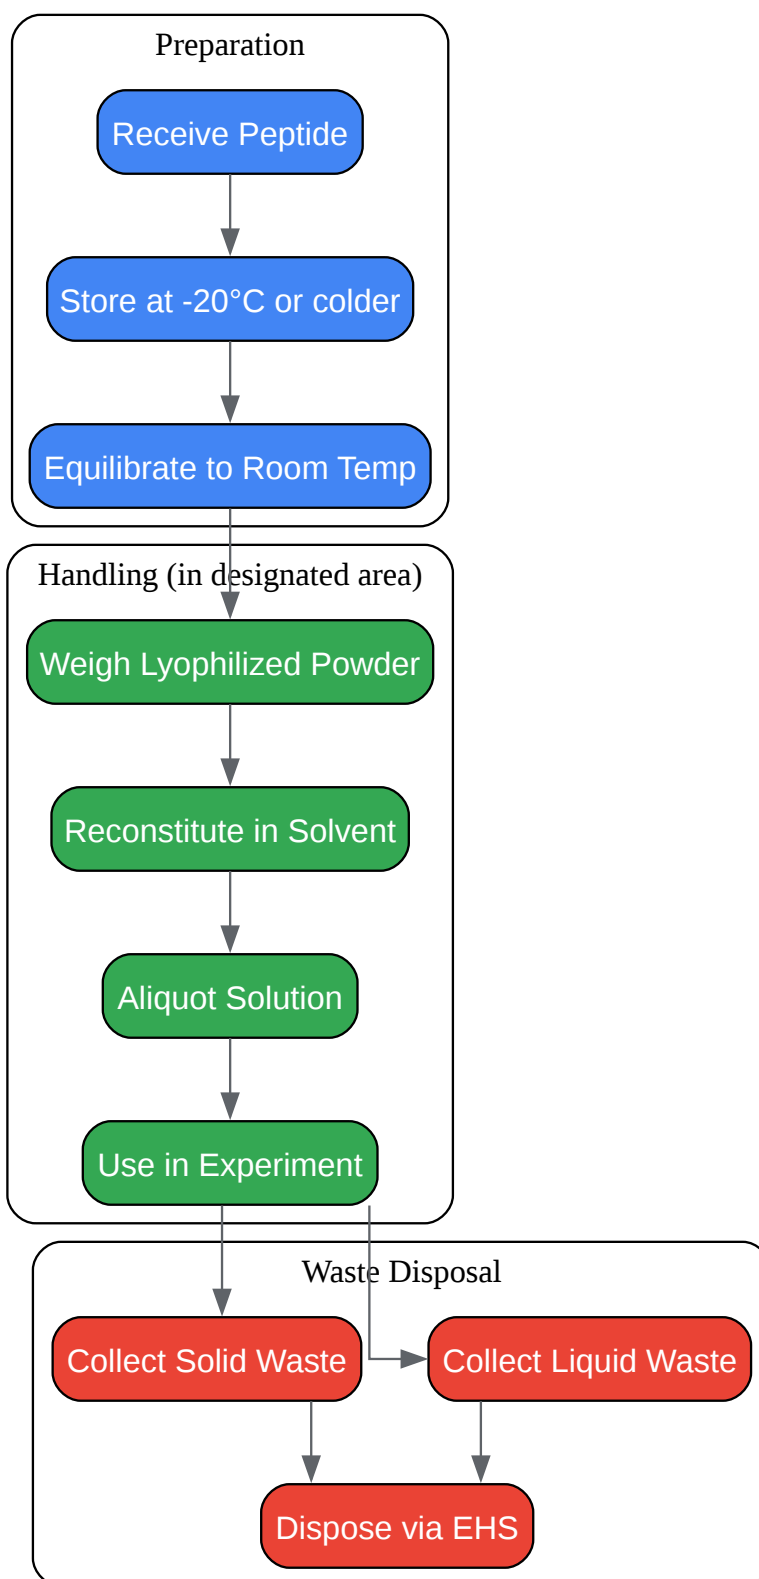 Preparation
Receive Peptide
Store at -20°C or colder
Equilibrate to Room Temp
Handling (in designated area)
Weigh Lyophilized Powder
Reconstitute in Solvent
Aliquot Solution
Use in Experiment
Waste Disposal
Collect Solid Waste
Collect Liquid Waste
Dispose via EHS